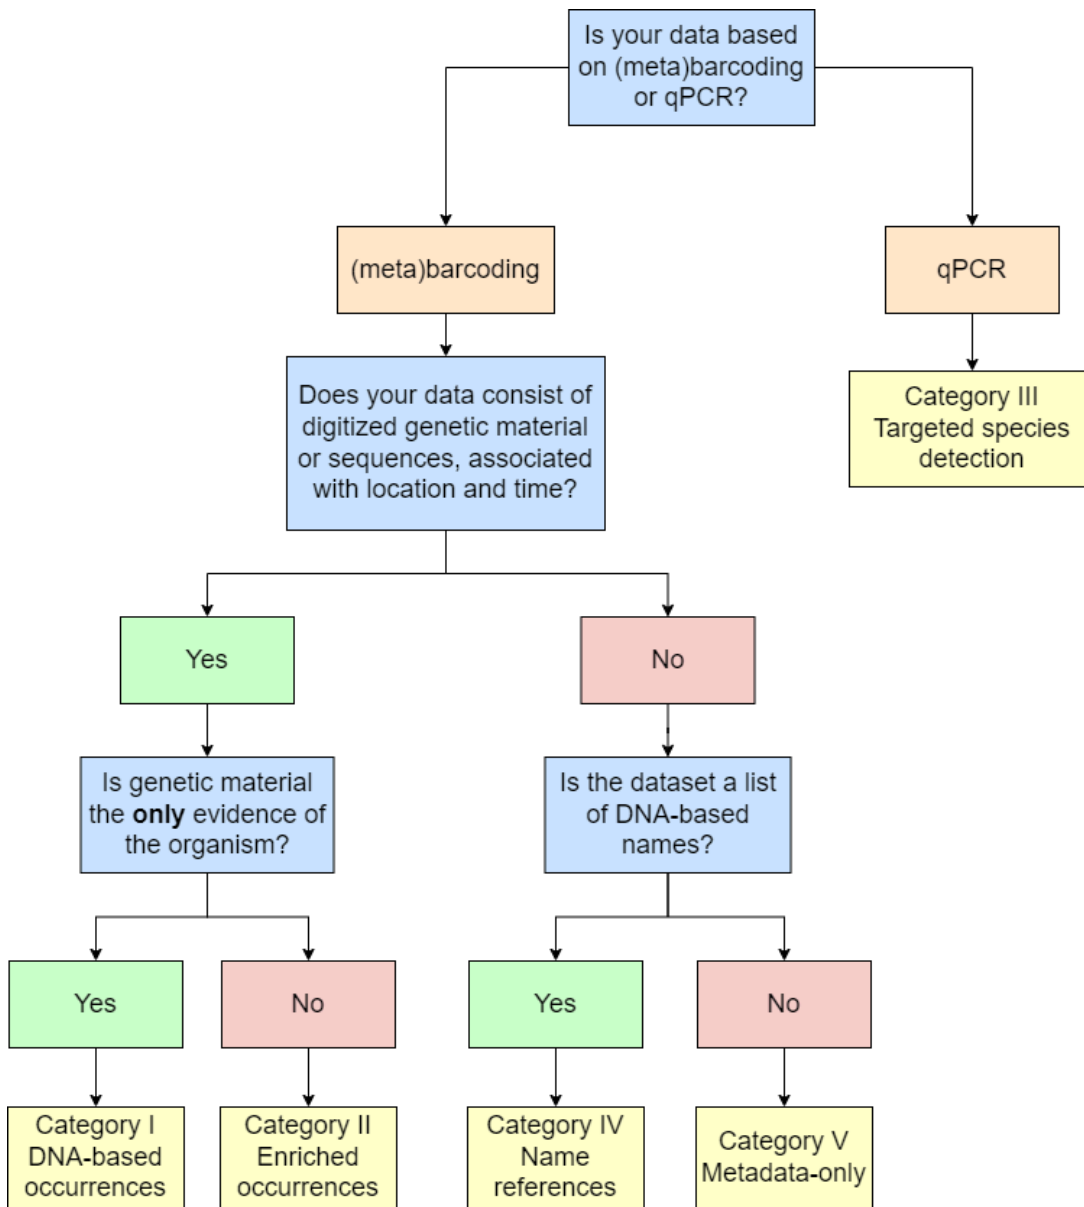 Is your data based
on (meta)barcoding
or qPCR?
(meta)barcoding
qPCR
Does your data consist of
digitized genetic material
or sequences, associated
with location and time?
Category III
Targeted species
detection
Yes
No
Is genetic material
the only evidence of
the organism?
Is the dataset a list
of DNA-based
names?
Yes
No
Yes
No
Category I
DNA-based
occurrences
Category II
Enriched
occurrences
Category IV
Name
references
Category V
Metadada-only